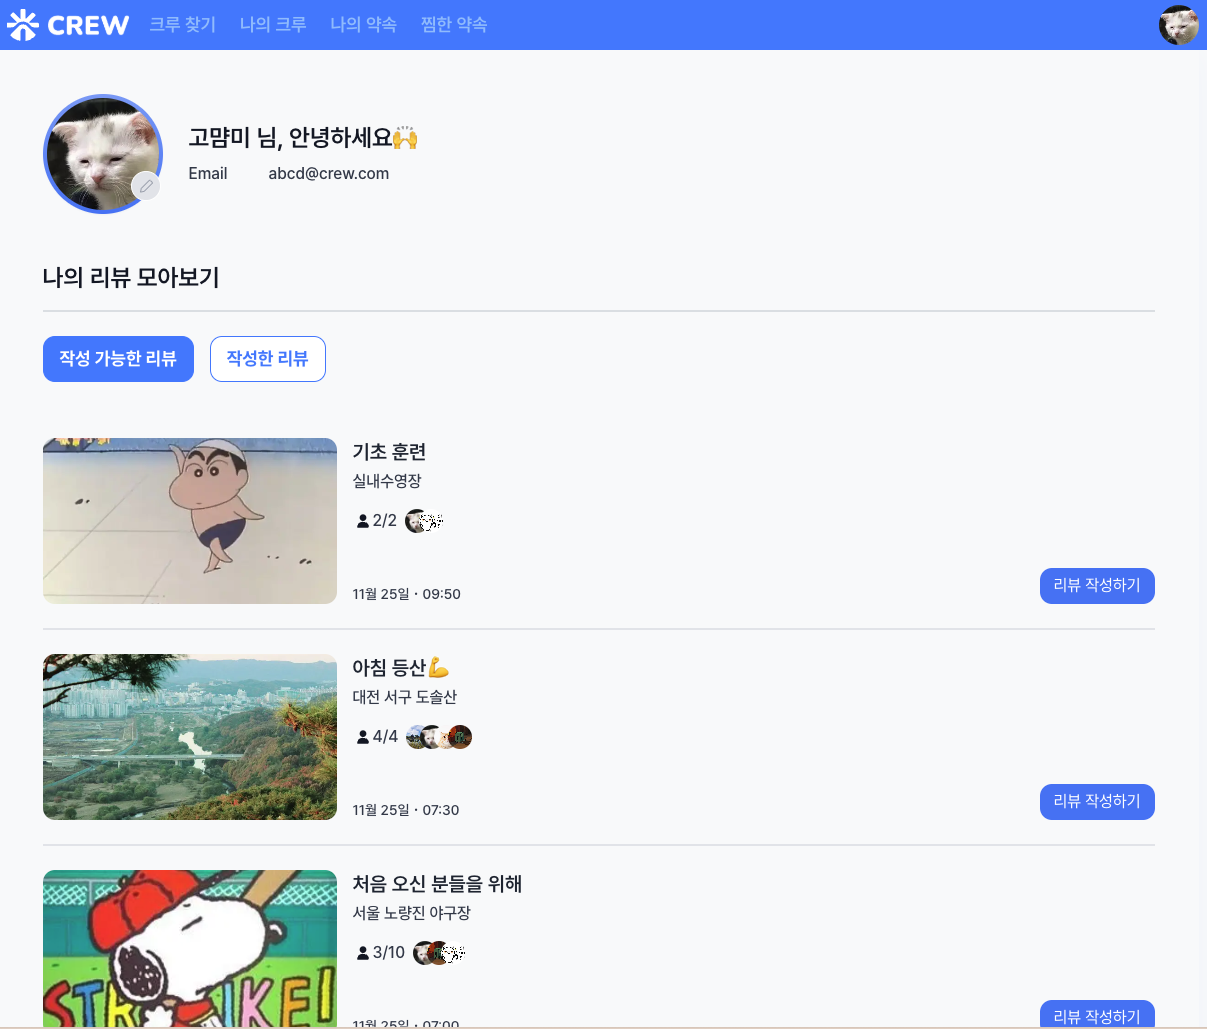 CREW 크루 찾기 나의 크루 나의 약속 찜한 약속
고먐미 님, 안녕하세요🙌
Email abcd@crew.com
나의 리뷰 모아보기
작성 가능한 리뷰 작성한 리뷰
기초 훈련
실내수영장
2/2
11월 25일 · 09:50
리뷰 작성하기
아침 등산💪
대전 서구 도솔산
4/4
11월 25일 · 07:30
리뷰 작성하기
처음 오신 분들을 위해
서울 노량진 야구장
3/10
STR IKE!
11월 25일 · 07:00
리뷰 작성하기